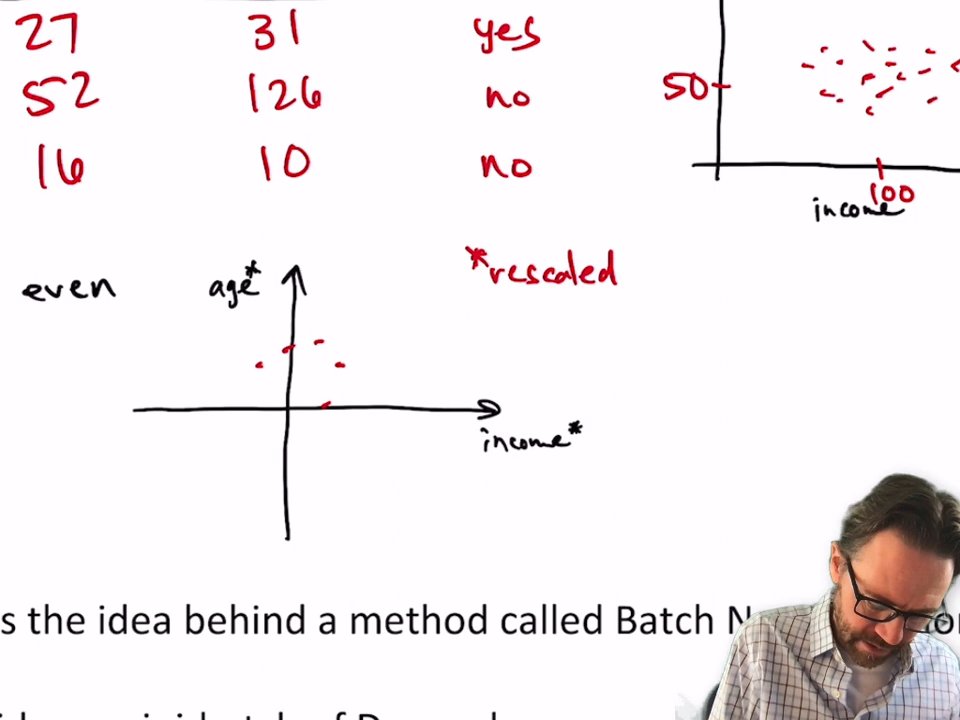 27 31 yes
52 126 no
16 10 no
50
100
income
even
age*
*rescaled
income*
s the idea behind a method called Batch